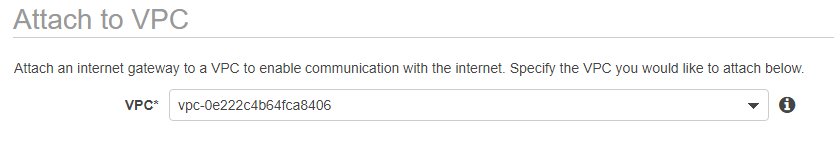 Attach to VPC
Attach an internet gateway to a VPC to enable communication with the internet. Specify the VPC you would like to attach below.
VPC* vpc-0e222c4b64fca8406